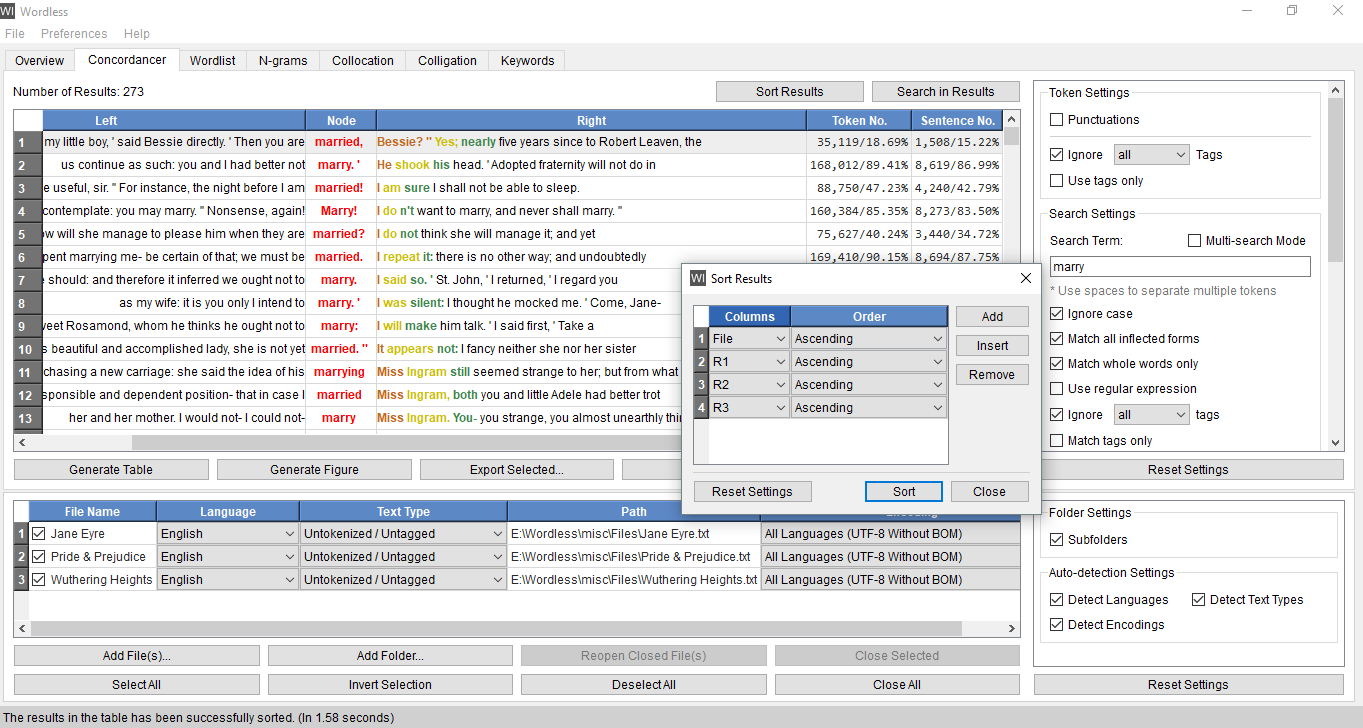 WI Wordless
File Preferences Help
Overview Concordancer Wordlist N-grams Collocation Colligation Keywords
Number of Results: 273 Sort Results Search in Results
Left Node Right Token No. Sentence No.
1 my little boy, ' said Bessie directly. ' Then you are married, Bessie? '' Yes; nearly five years since to Robert Leaven, the 35,119/18.69% 1,508/15.22%
2 us continue as such: you and I had better not marry. ' He shook his head. ' Adopted fraternity will not do in 168,012/89.41% 8,619/86.99%
3 e useful, sir. '' For instance, the night before I am married! I am sure I shall not be able to sleep. 88,750/47.23% 4,240/42.79%
4 contemplate: you may marry. '' Nonsense, again! Marry! I do n't want to marry, and never shall marry. '' 160,384/85.35% 8,273/83.50%
5 ow will she manage to please him when they are married? I do not think she will manage it; and yet 75,627/40.24% 3,440/34.72%
6 pent marrying me- be certain of that; we must be married. I repeat it: there is no other way; and undoubtedly 169,410/90.15% 8,694/87.75%
7 should: and therefore it inferred we ought not to marry. I said so. ' St. John, ' I returned, ' I regard you
8 as my wife: it is you only I intend to marry. ' I was silent: I thought he mocked me. ' Come, Jane-
9 veet Rosamond, whom he thinks he ought not to marry: I will make him talk. ' I said first, ' Take a
10 s beautiful and accomplished lady, she is not yet married. '' It appears not: I fancy neither she nor her sister
11 chasing a new carriage: she said the idea of his marrying Miss Ingram still seemed strange to her; but from what
12 sponsible and dependent position- that in case I married Miss Ingram, both you and little Adele had better trot
13 her and her mother. I would not- I could not- marry Miss Ingram. You- you strange, you almost unearthly thin
Generate Table Generate Figure Export Selected...
Token Settings
Punctuations
Ignore all Tags
Use tags only
Search Settings
Search Term: Multi-search Mode
marry
* Use spaces to separate multiple tokens
Ignore case
Match all inflected forms
Match whole words only
Use regular expression
Ignore all tags
Match tags only
Reset Settings
WI Sort Results
Columns Order Add
1 File Ascending
2 R1 Ascending Insert
3 R2 Ascending Remove
4 R3 Ascending
Reset Settings Sort Close
File Name Language Text Type Path
1 Jane Eyre English Untokenized / Untagged E:\Wordless\misc\Files\Jane Eyre.txt All Languages (UTF-8 Without BOM)
2 Pride & Prejudice English Untokenized / Untagged E:\Wordless\misc\Files\Pride & Prejudice.txt All Languages (UTF-8 Without BOM)
3 Wuthering Heights English Untokenized / Untagged E:\Wordless\misc\Files\Wuthering Heights.txt All Languages (UTF-8 Without BOM)
Folder Settings
Subfolders
Auto-detection Settings
Detect Languages Detect Text Types
Detect Encodings
Add File(s)... Add Folder... Reopen Closed File(s) Close Selected
Select All Invert Selection Deselect All Close All Reset Settings
The results in the table has been successfully sorted. (In 1.58 seconds)